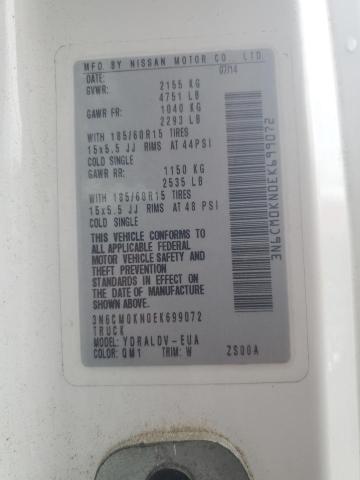 MFD. BY NISSAN MOTOR CO., LTD.
DATE: 07/14
GVWR: 2155 KG
4751 LB
GAWR FR: 1040 KG
2293 LB
WITH 185/60R15 TIRES
15x5.5 JJ RIMS AT 44PSI
COLD SINGLE
GAWR RR: 1150 KG
2535 LB
WITH 185/60R15 TIRES
15x5.5 JJ RIMS AT 48 PSI
COLD SINGLE
THIS VEHICLE CONFORMS TO
ALL APPLICABLE FEDERAL
MOTOR VEHICLE SAFETY AND
THEFT PREVENTION
STANDARDS IN EFFECT ON
THE DATE OF MANUFACTURE
SHOWN ABOVE.
3N6CM0KN0EK699072
TRUCK
MODEL: YDRALDV-EUA
COLOR: QM1 TRIM: W ZS00A
3N6CM0KN0EK699072